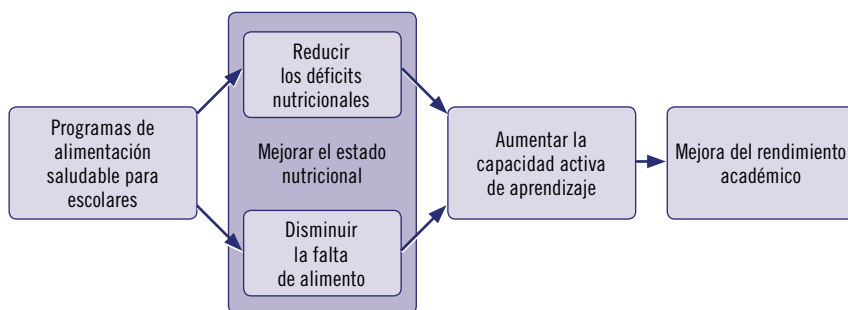 Programas de
alimentación
saludable para
escolares
Reducir
los déficits
nutricionales
Mejorar el estado
nutricional
Disminuir
la falta
de alimento
Aumentar la
capacidad activa
de aprendizaje
Mejora del rendimiento
académico